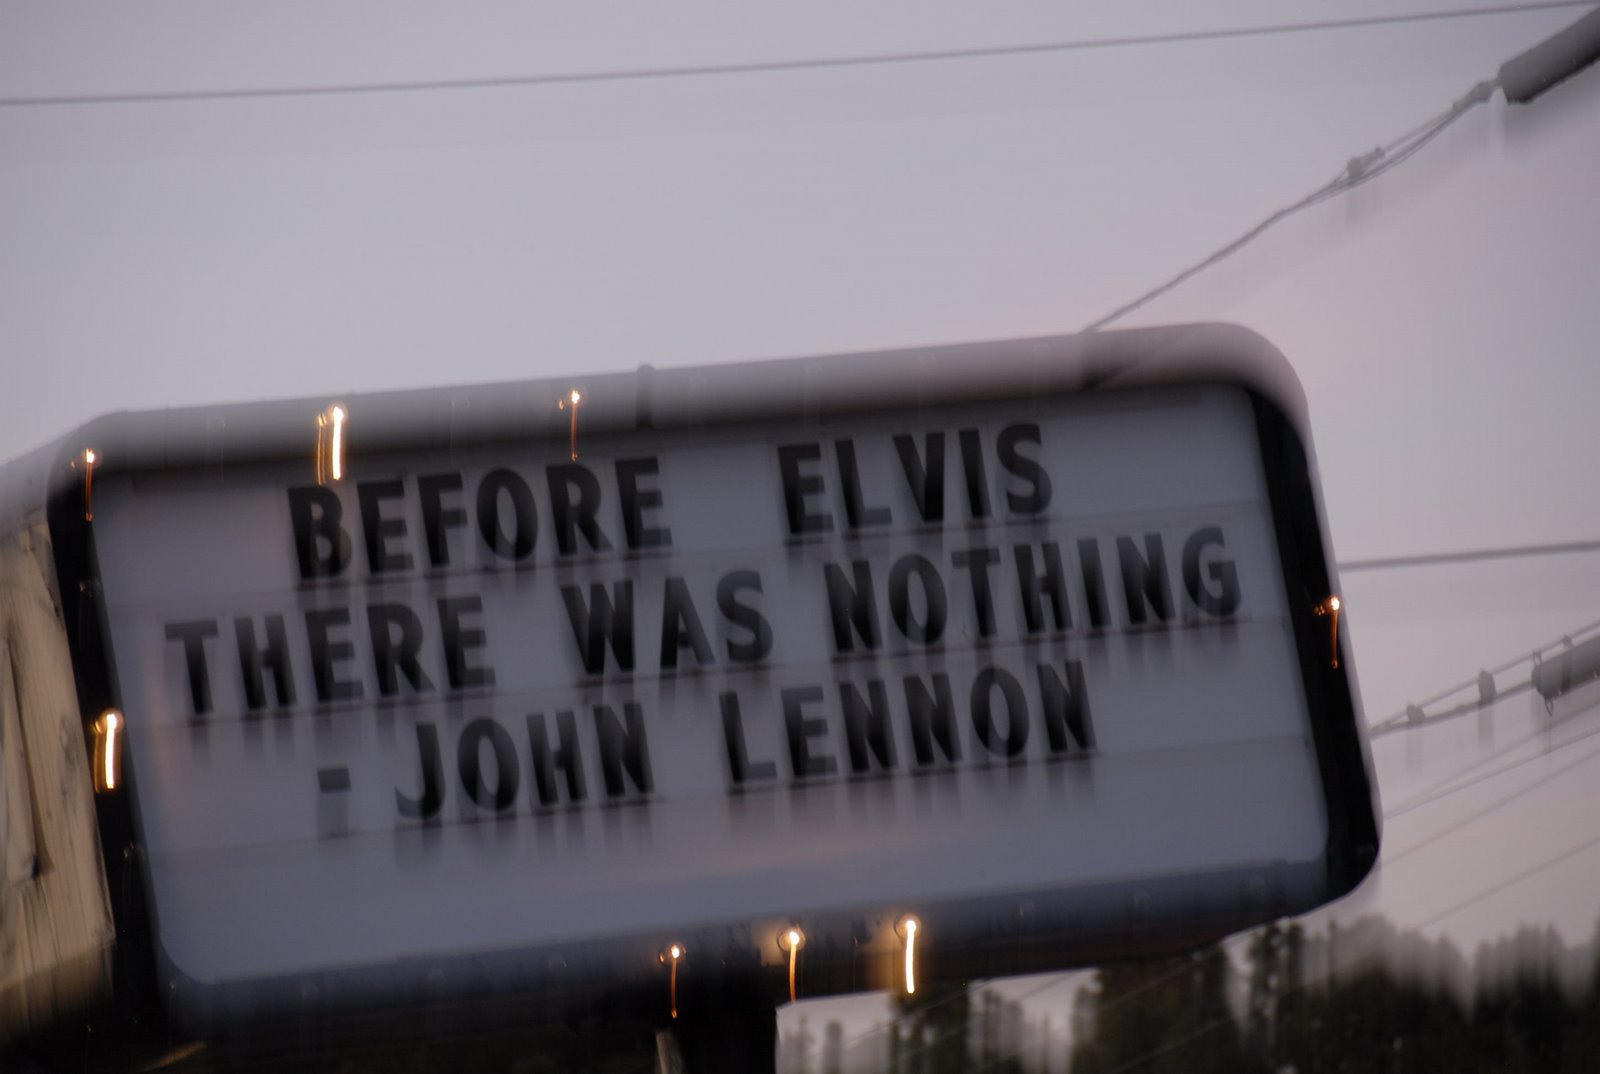 BEFORE ELVIS
THERE WAS NOTHING
- JOHN LENNON